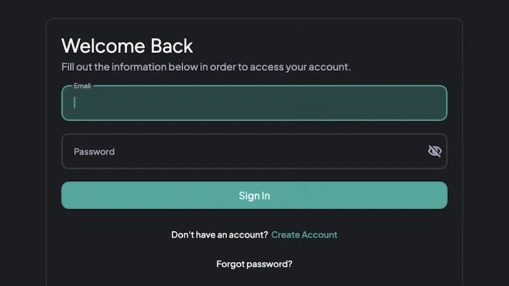 Welcome Back
Fill out the information below in order to access your account.
Email
Password
Sign In
Don't have an account? Create Account
Forgot password?